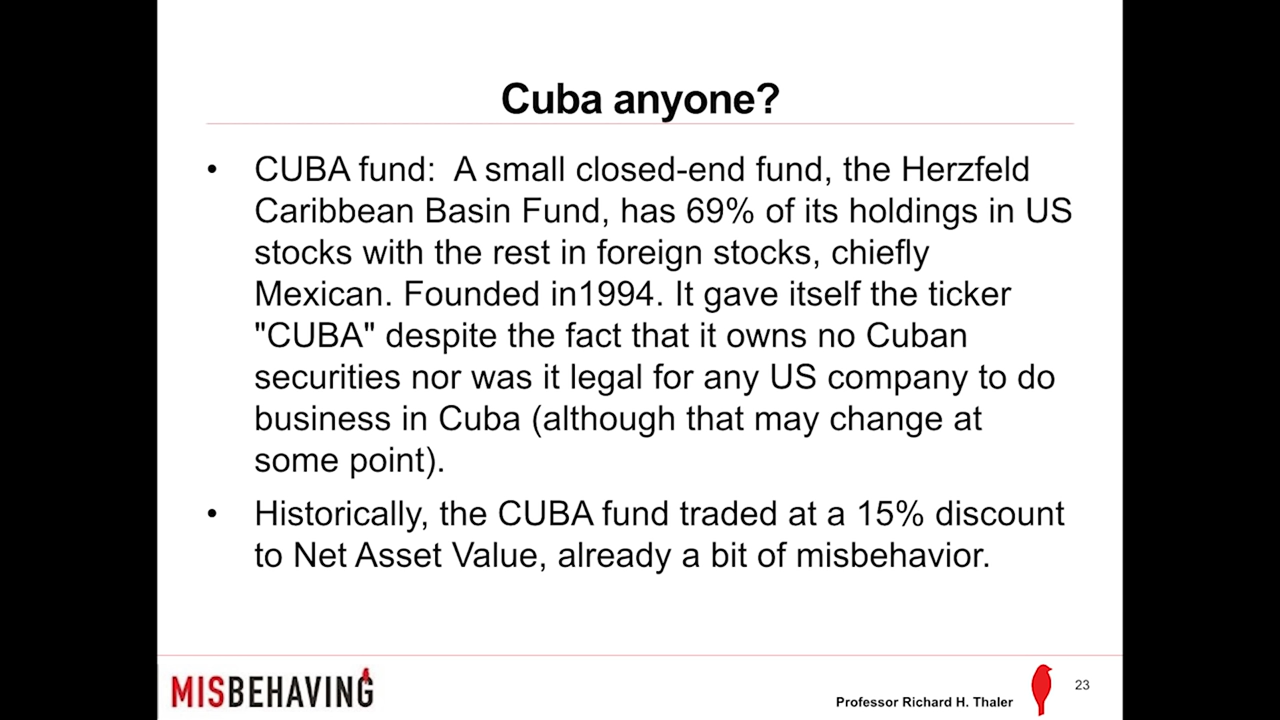 Cuba anyone?
• CUBA fund:  A small closed-end fund, the Herzfeld
Caribbean Basin Fund, has 69% of its holdings in US
stocks with the rest in foreign stocks, chiefly
Mexican. Founded in1994. It gave itself the ticker
"CUBA" despite the fact that it owns no Cuban
securities nor was it legal for any US company to do
business in Cuba (although that may change at
some point).
• Historically, the CUBA fund traded at a 15% discount
to Net Asset Value, already a bit of misbehavior.
MISBEHAVING
Professor Richard H. Thaler
23